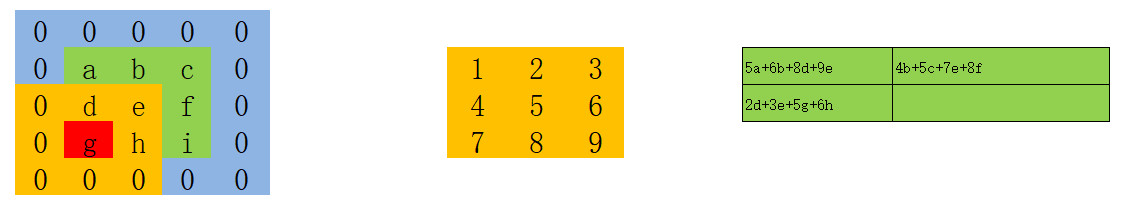 0 0 0 0 0
0 a b c 0
0 d e f 0
0 g h i 0
0 0 0 0 0
1 2 3
4 5 6
7 8 9
5a+6b+8d+9e 4b+5c+7e+8f
2d+3e+5g+6h